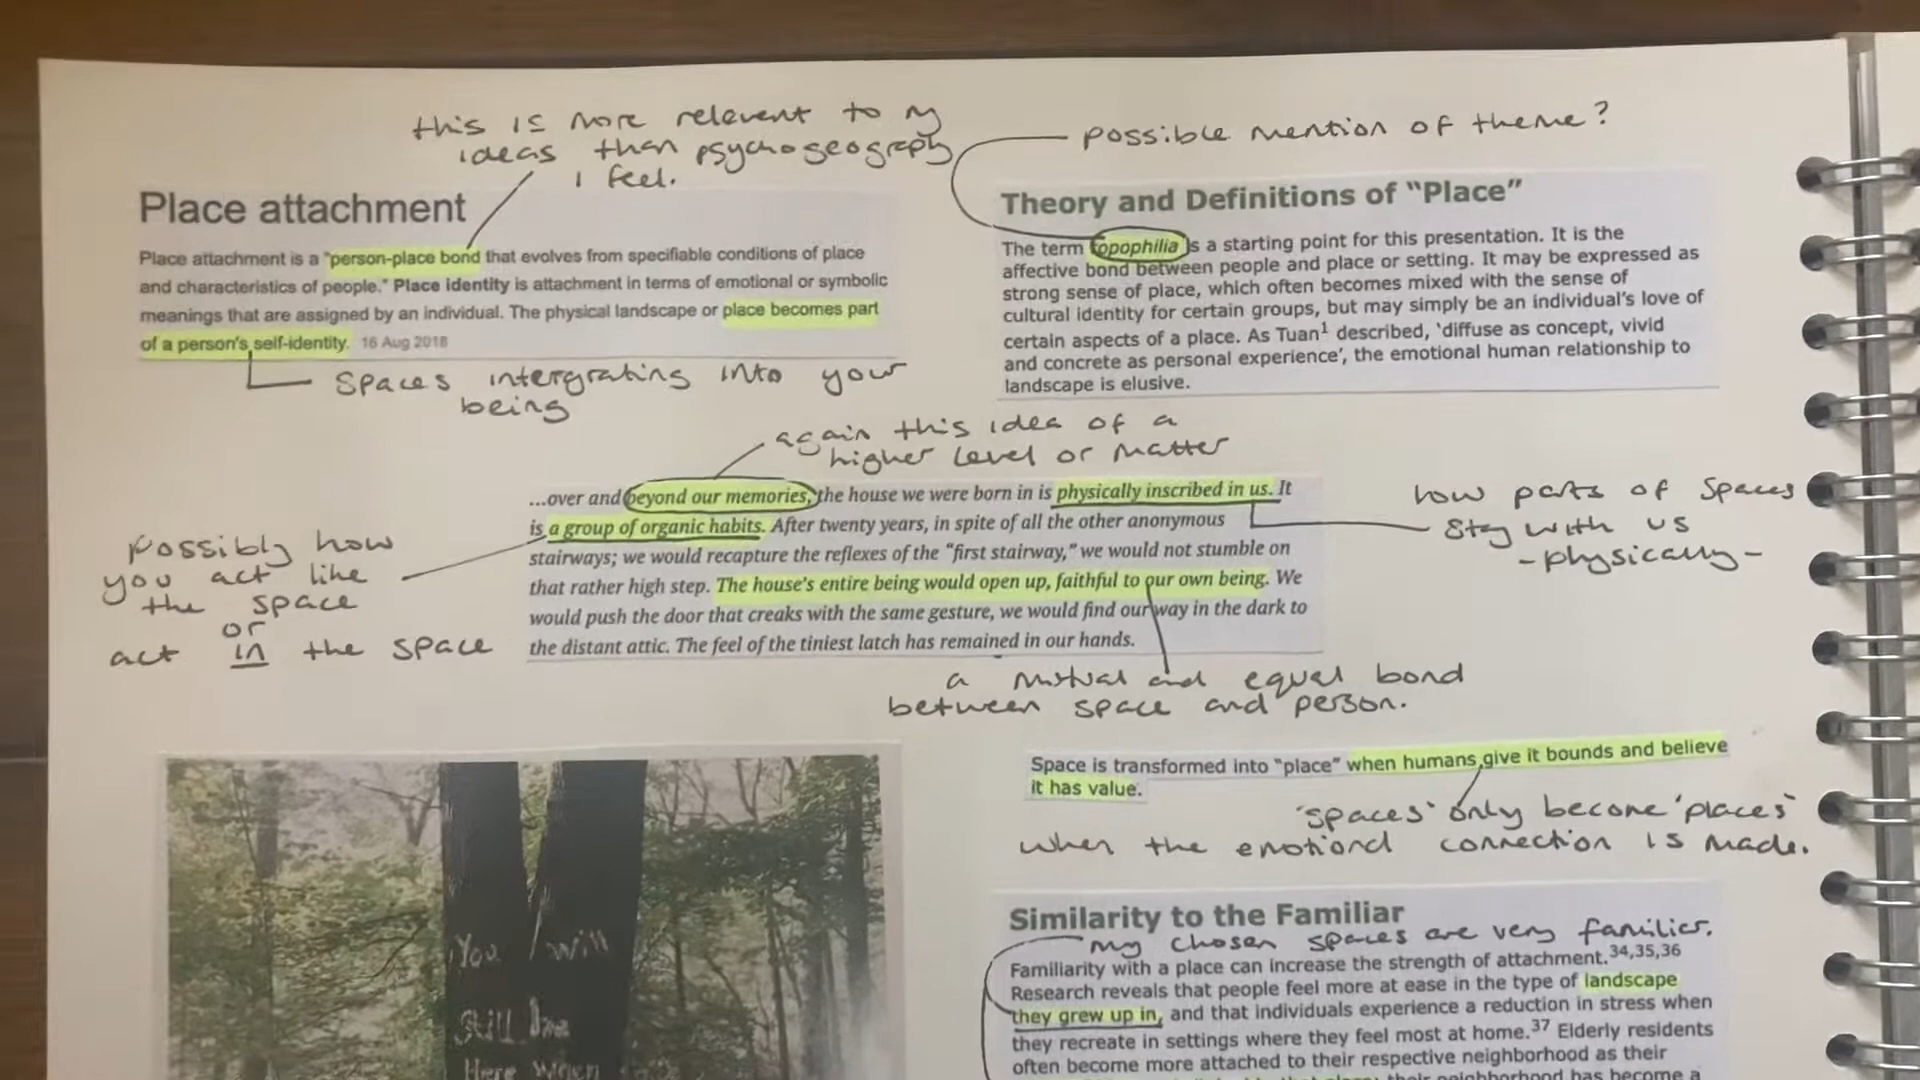 this is more relevent to my
ideas than psychogeography
I feel.
Place attachment
Place attachment is a "person-place bond that evolves from specifiable conditions of place
and characteristics of people." Place identity is attachment in terms of emotional or symbolic
meanings that are assigned by an individual. The physical landscape or place becomes part
of a person's self-identity. 16 Aug 2018
spaces intergrating into your
being
possible mention of theme?
Theory and Definitions of "Place"
The term topophilia is a starting point for this presentation. It is the
affective bond between people and place or setting. It may be expressed as
strong sense of place, which often becomes mixed with the sense of
cultural identity for certain groups, but may simply be an individual's love of
certain aspects of a place. As Tuan1 described, 'diffuse as concept, vivid
and concrete as personal experience', the emotional human relationship to
landscape is elusive.
again this idea of a
higher level or matter
...over and beyond our memories, the house we were born in is physically inscribed in us. It
is a group of organic habits. After twenty years, in spite of all the other anonymous
stairways; we would recapture the reflexes of the "first stairway," we would not stumble on
that rather high step. The house's entire being would open up, faithful to our own being. We
would push the door that creaks with the same gesture, we would find our way in the dark to
the distant attic. The feel of the tiniest latch has remained in our hands.
Possibly how
you act like
the space
or
act in the space
how parts of spaces
stay with us
- physically -
a mutual and equal bond
between space and person.
Space is transformed into "place" when humans give it bounds and believe
it has value.
'spaces' only become 'places'
when the emotional connection is made.
You will
Still be
Here when
Similarity to the Familiar
my chosen spaces are very familier.
Familiarity with a place can increase the strength of attachment.34,35,36
Research reveals that people feel more at ease in the type of landscape
they grew up in, and that individuals experience a reduction in stress when
they recreate in settings where they feel most at home.37 Elderly residents
often become more attached to their respective neighborhood as their
their neighborhood has become a